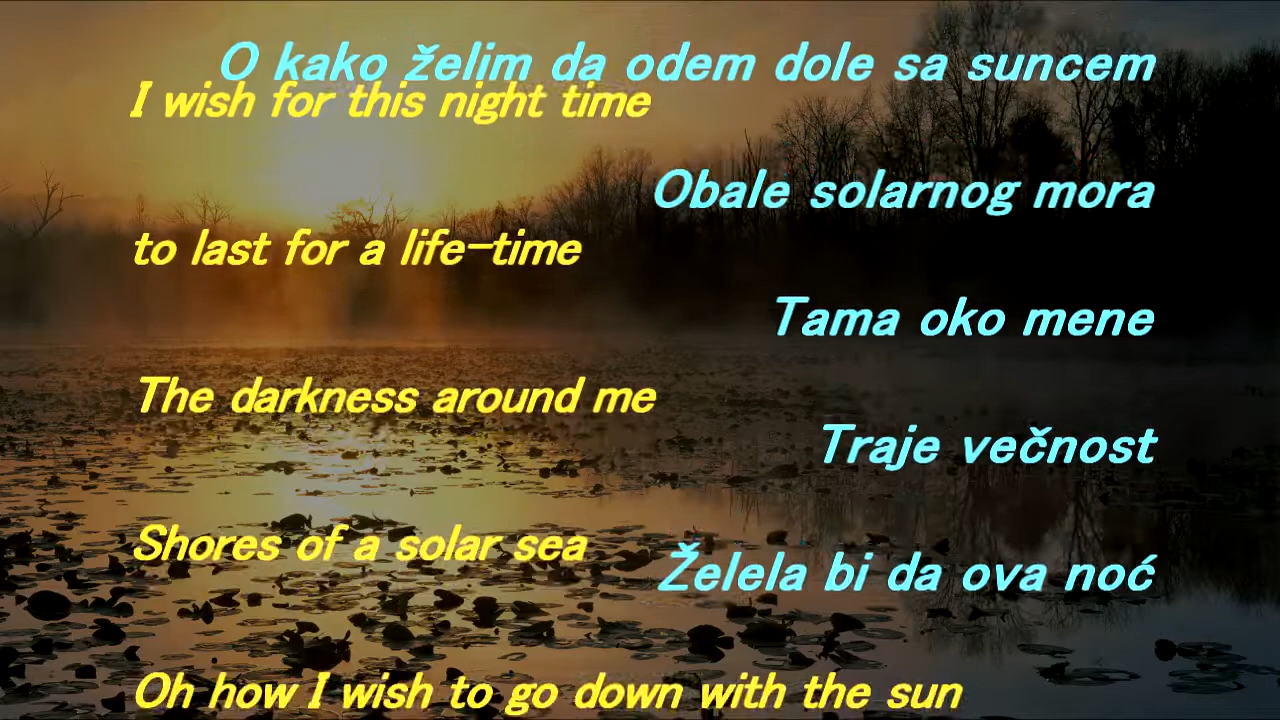 O kako želim da odem dole sa suncem
I wish for this night time
Obale solarnog mora
to last for a life-time
Tama oko mene
The darkness around me
Traje večnost
Shores of a solar sea
Želela bi da ova noć
Oh how I wish to go down with the sun